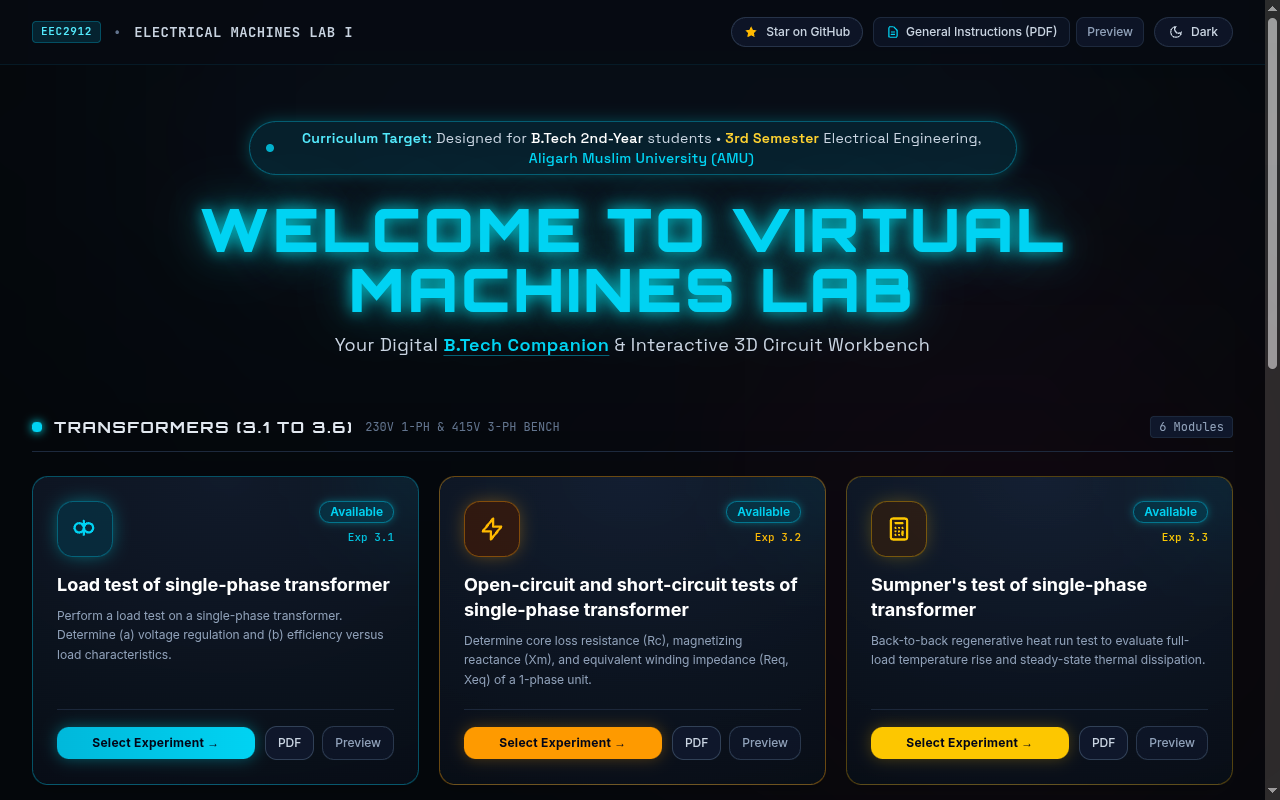 EEC2912 • ELECTRICAL MACHINES LAB I
Star on GitHub
General Instructions (PDF)
Preview
Dark
Curriculum Target: Designed for B.Tech 2nd-Year students • 3rd Semester Electrical Engineering,
Aligarh Muslim University (AMU)
WELCOME TO VIRTUAL
MACHINES LAB
Your Digital B.Tech Companion & Interactive 3D Circuit Workbench
TRANSFORMERS (3.1 TO 3.6) 230V 1-PH & 415V 3-PH BENCH
6 Modules
Available
Exp 3.1
Load test of single-phase transformer
Perform a load test on a single-phase transformer.
Determine (a) voltage regulation and (b) efficiency versus
load characteristics.
Select Experiment →
PDF
Preview
Available
Exp 3.2
Open-circuit and short-circuit tests of
single-phase transformer
Determine core loss resistance (Rc), magnetizing
reactance (Xm), and equivalent winding impedance (Req,
Xeq) of a 1-phase unit.
Select Experiment →
PDF
Preview
Available
Exp 3.3
Sumpner's test of single-phase
transformer
Back-to-back regenerative heat run test to evaluate full-
load temperature rise and steady-state thermal dissipation.
Select Experiment →
PDF
Preview